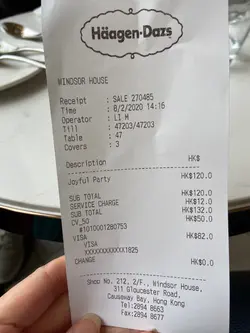 Häagen-Dazs
WINDSOR HOUSE
Receipt : SALE 270465
Time : 8/2/2020 14:16
Operator : LI M
Till : 47203/47203
Table : 47
Covers : 3
Description HK$
Joyful Party HK$120.0
SUB TOTAL HK$120.0
SERVICE CHARGE HK$12.0
SUB TOTAL HK$132.0
CV_50 HK$50.0
#1010001280753
VISA HK$82.0
VISA
XXXXXXXXXXXX1825
CHANGE HK$0.0
Shop No. 212, 2/F., Windsor House,
311 Gloucester Road,
Causeway Bay, Hong Kong
Tel:2894 8663
Fax:2894 8677